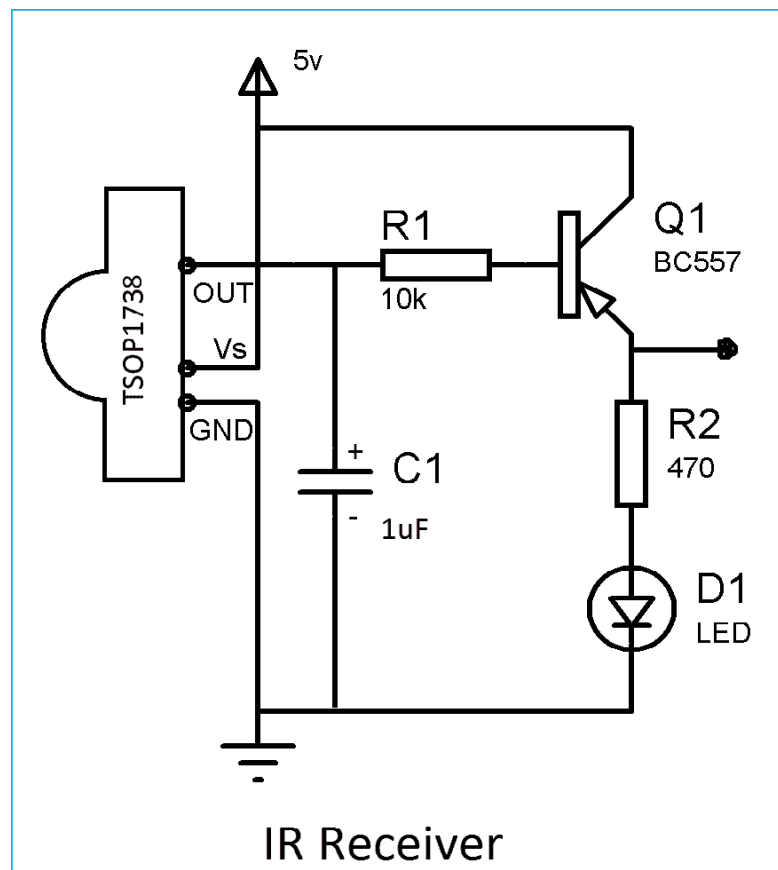 5v
R1
10k
Q1
BC557
TSOP1738
OUT
Vs
GND
+
C1
-
1uF
R2
470
D1
LED
IR Receiver